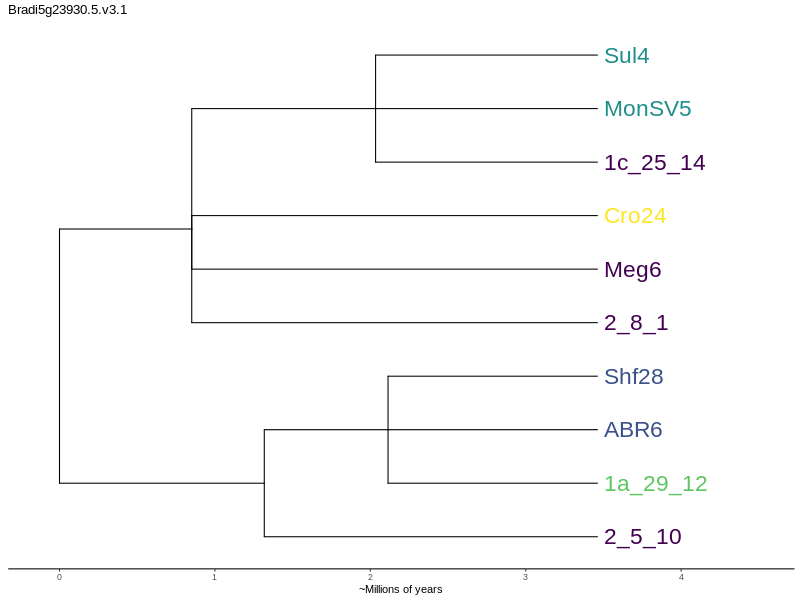 Bradi5g23930.5.v3.1
Sul4
MonSV5
1c_25_14
Cro24
Meg6
2_8_1
Shf28
ABR6
1a_29_12
2_5_10
0 1 2 3 4
~Millions of years